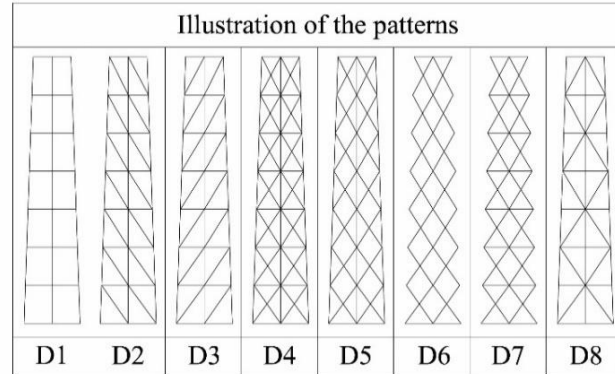 Illustration of the patterns
D1 D2 D3 D4 D5 D6 D7 D8